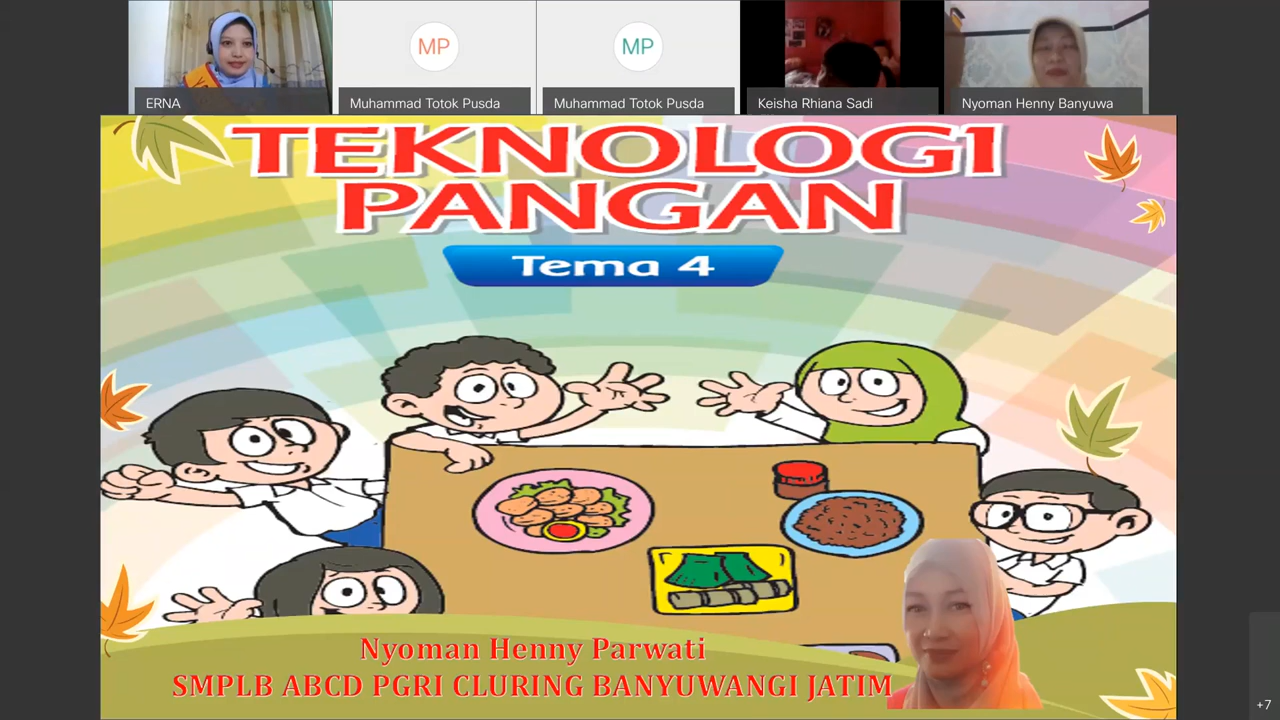 MP
MP
ERNA
Muhammad Totok Pusda
Muhammad Totok Pusda
Keisha Rhiana Sadi
Nyoman Henny Banyuwa
TEKNOLOGI
PANGAN
Tema 4
Nyoman Henny Parwati
SMPLB ABCD PGRI CLURING BANYUWANGI JATIM
+7